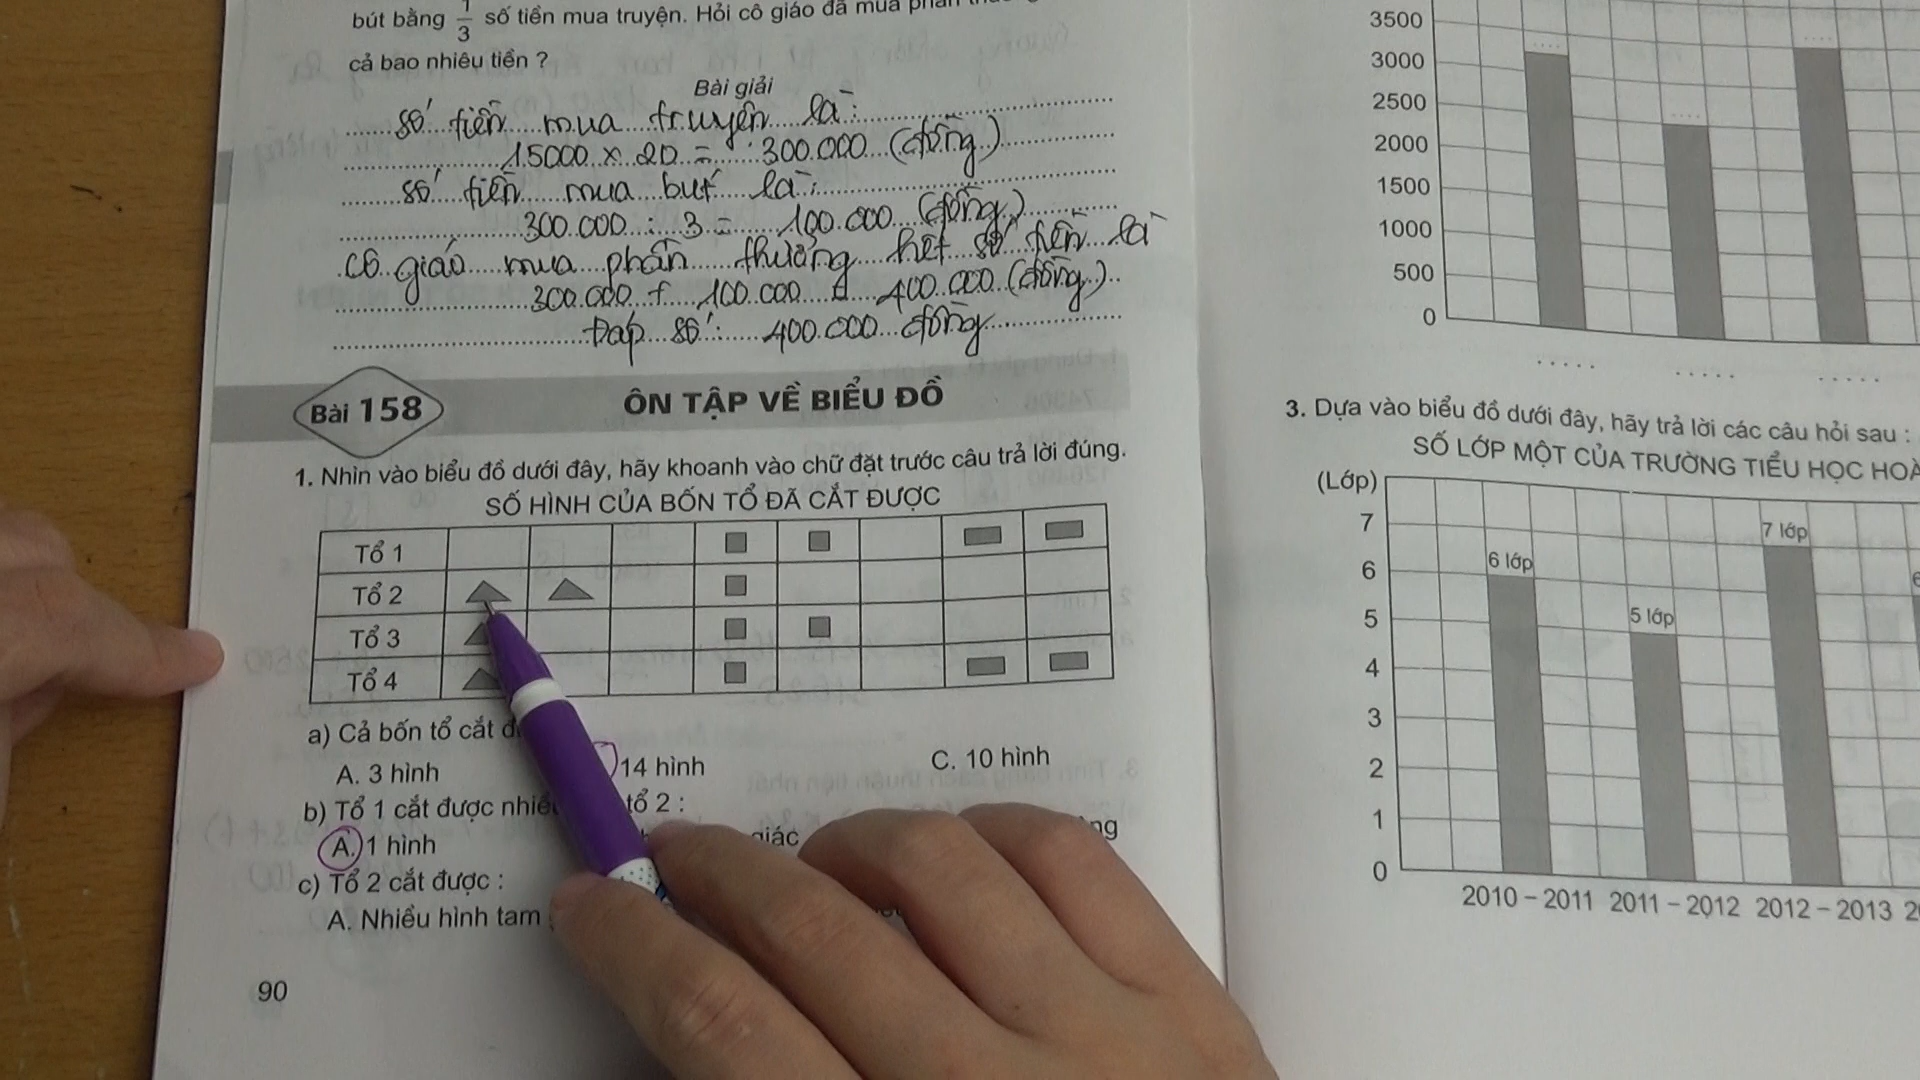 bút bằng 1/3 số tiền mua truyện. Hỏi cô giáo đã mua
cả bao nhiêu tiền ?
Bài giải
số tiền mua truyện là:
15000 x 20 = 300.000 (đồng)
số tiền mua bút là:
300.000 : 3 = 100.000 (đồng)
cô giáo mua phần thưởng hết số tiền là
300.000 + 100.000 = 400.000 (đồng)
Đáp số: 400.000 đồng
Bài 158
ÔN TẬP VỀ BIỂU ĐỒ
1. Nhìn vào biểu đồ dưới đây, hãy khoanh vào chữ đặt trước câu trả lời đúng.
SỐ HÌNH CỦA BỐN TỔ ĐÃ CẮT ĐƯỢC
Tổ 1
Tổ 2
Tổ 3
Tổ 4
a) Cả bốn tổ cắt
A. 3 hình 14 hình C. 10 hình
b) Tổ 1 cắt được tổ 2 :
A. 1 hình giác
c) Tổ 2 cắt được :
A. Nhiều hình tam
90
3500
3000
2500
2000
1500
1000
500
0
3. Dựa vào biểu đồ dưới đây, hãy trả lời các câu hỏi sau :
SỐ LỚP MỘT CỦA TRƯỜNG TIỂU HỌC
(Lớp)
7
6
5
4
3
2
1
0
6 lớp
5 lớp
7 lớp
2010 – 2011 2011 – 2012 2012 – 2013